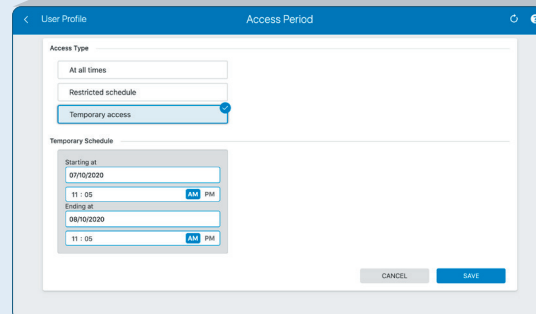 User Profile
Access Period
Access Type
At all times
Restricted schedule
Temporary access
Temporary Schedule
Starting at
07/10/2020
11 : 05 AM PM
Ending at
08/10/2020
11 : 05 AM PM
CANCEL SAVE